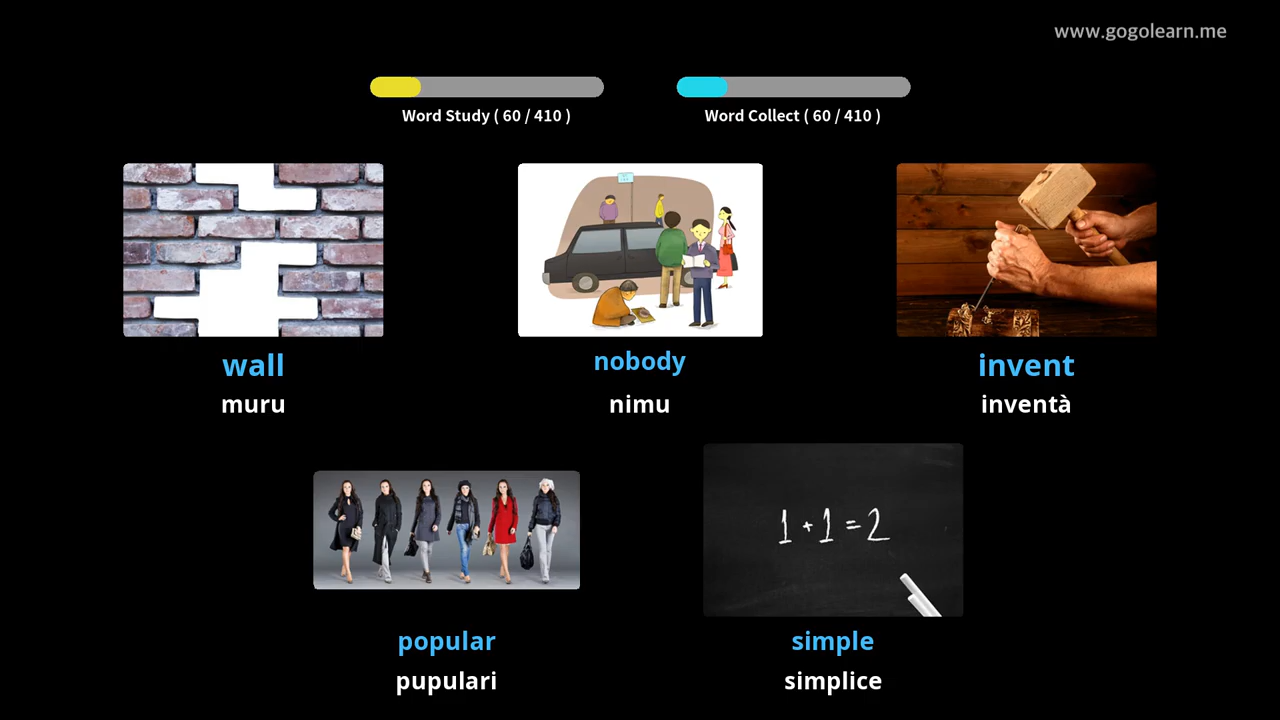 www.gogolearn.me
Word Study ( 60 / 410 )
Word Collect ( 60 / 410 )
wall
muru
nobody
nimu
invent
inventà
1 + 1 = 2
popular
pupulari
simple
simplice